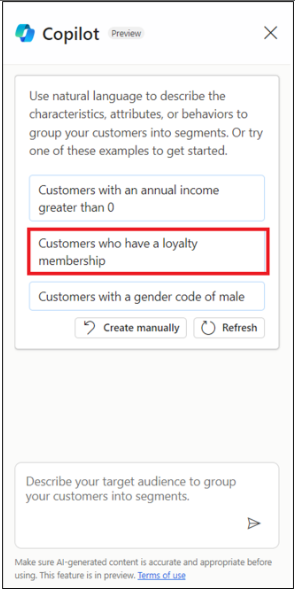 Copilot Preview
Use natural language to describe the
characteristics, attributes, or behaviors to
group your customers into segments. Or try
one of these examples to get started.
Customers with an annual income
greater than 0
Customers who have a loyalty
membership
Customers with a gender code of male
Create manually Refresh
Describe your target audience to group
your customers into segments.
Make sure AI-generated content is accurate and appropriate before
using. This feature is in preview. Terms of use